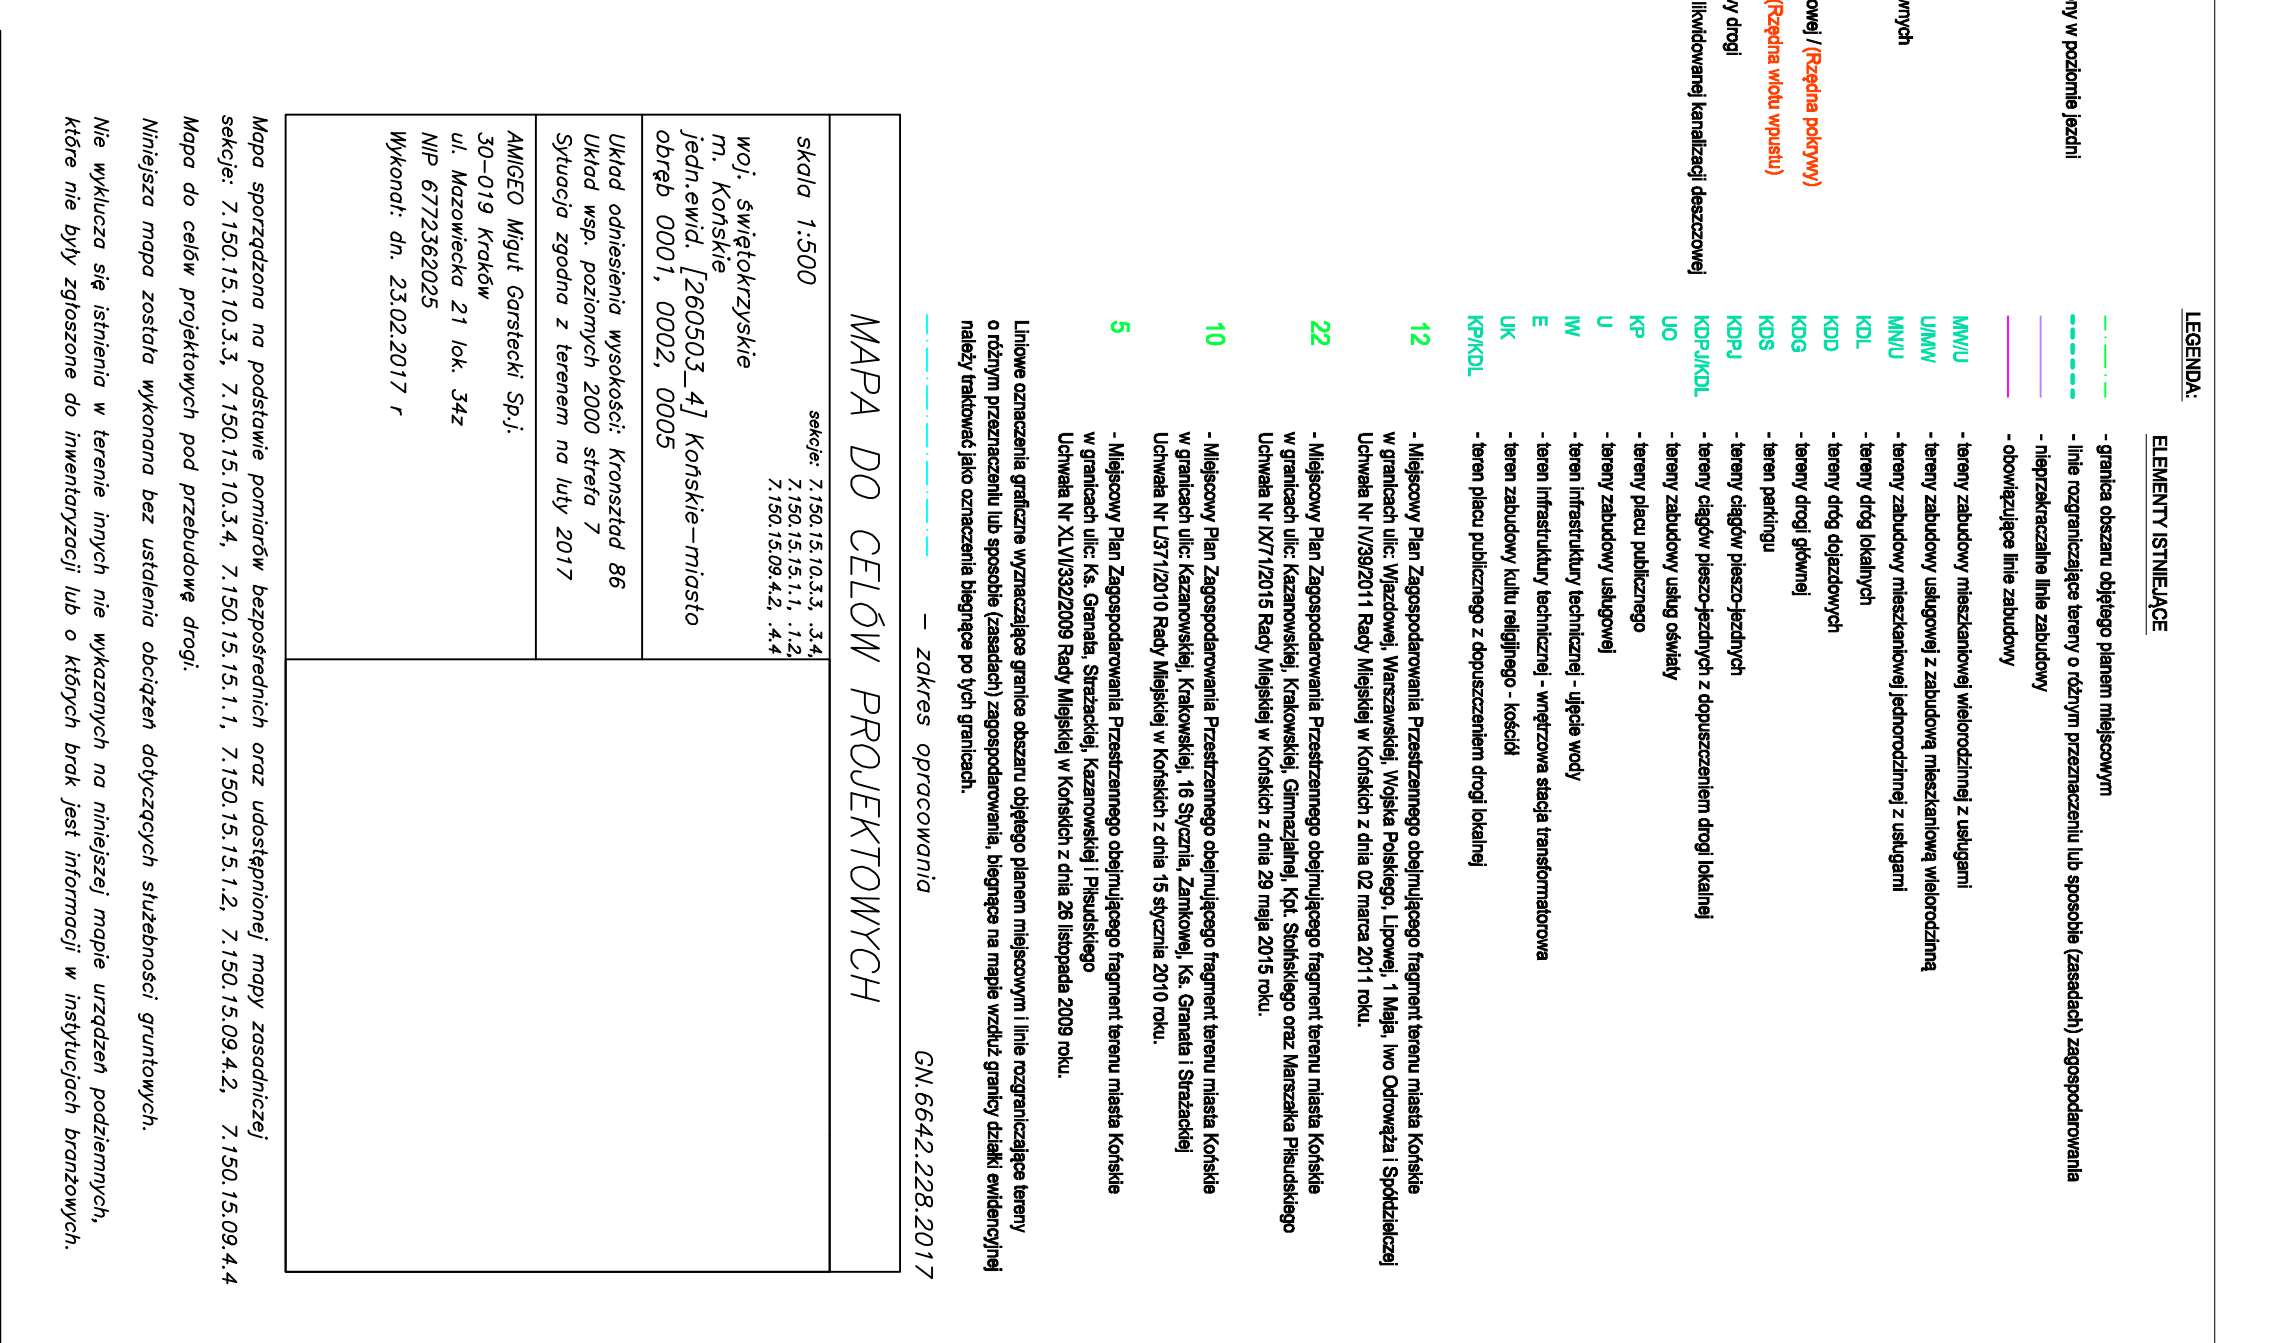 ny w poziomie jezdni
wnych
owej / (Rzędna pokrywy)
(Rzędna wlotu wpustu)
wy drogi
likwidowanej kanalizacji deszczowej
LEGENDA:
ELEMENTY ISTNIEJĄCE
- granica obszaru objętego planem miejscowym
- linie rozgraniczające tereny o różnym przeznaczeniu lub sposobie (zasadach) zagospodarowania
- nieprzekraczalne linie zabudowy
- obowiązujące linie zabudowy
MW/U - tereny zabudowy mieszkaniowej wielorodzinnej z usługami
U/MW - tereny zabudowy usługowej z zabudową mieszkaniową wielorodzinną
MN/U - tereny zabudowy mieszkaniowej jednorodzinnej z usługami
KDL - tereny dróg lokalnych
KDD - tereny dróg dojazdowych
KDG - tereny drogi głównej
KDS - teren parkingu
KDPJ - tereny ciągów pieszo-jezdnych
KDPJ/KDL - tereny ciągów pieszo-jezdnych z dopuszczeniem drogi lokalnej
UO - tereny zabudowy usług oświaty
KP - tereny placu publicznego
U - tereny zabudowy usługowej
IW - teren infrastruktury technicznej - ujęcie wody
E - teren infrastruktury technicznej - wnętrzowa stacja transformatorowa
UK - teren zabudowy kultu religijnego - kościół
KP/KDL - teren placu publicznego z dopuszczeniem drogi lokalnej
12 - Miejscowy Plan Zagospodarowania Przestrzennego obejmującego fragment terenu miasta Końskie
w granicach ulic: Wjazdowej, Warszawskiej, Wojska Polskiego, Lipowej, 1 Maja, Iwo Odrowąża i Spółdzielczej
Uchwała Nr IV/39/2011 Rady Miejskiej w Końskich z dnia 02 marca 2011 roku.
22 - Miejscowy Plan Zagospodarowania Przestrzennego obejmującego fragment terenu miasta Końskie
w granicach ulic: Kazanowskiej, Krakowskiej, Gimnazjalnej, Kpt. Stoińskiego oraz Marszałka Piłsudskiego
Uchwała Nr IX/71/2015 Rady Miejskiej w Końskich z dnia 29 maja 2015 roku.
10 - Miejscowy Plan Zagospodarowania Przestrzennego obejmującego fragment terenu miasta Końskie
w granicach ulic: Kazanowskiej, Krakowskiej, 16 Stycznia, Zamkowej, Ks. Granata i Strażackiej
Uchwała Nr L/371/2010 Rady Miejskiej w Końskich z dnia 15 stycznia 2010 roku.
5 - Miejscowy Plan Zagospodarowania Przestrzennego obejmującego fragment terenu miasta Końskie
w granicach ulic: Ks. Granata, Strażackiej, Kazanowskiej i Piłsudskiego
Uchwała Nr XLVI/332/2009 Rady Miejskiej w Końskich z dnia 26 listopada 2009 roku.
Liniowe oznaczenia graficzne wyznaczające granice obszaru objętego planem miejscowym i linie rozgraniczające tereny
o różnym przeznaczeniu lub sposobie (zasadach) zagospodarowania, biegnące na mapie wzdłuż granicy działki ewidencyjnej
należy traktować jako oznaczenia biegnące po tych granicach.
- zakres opracowania GN.6642.228.2017
MAPA DO CELÓW PROJEKTOWYCH
skala 1:500
sekcje: 7.150.15.10.3.3, .3.4,
7.150.15.15.1.1, .1.2,
7.150.15.09.4.2, .4.4
woj. świętokrzyskie
m. Końskie
jedn.ewid. [260503_4] Końskie-miasto
obręb 0001, 0002, 0005
Układ odniesienia wysokości: Kronsztad 86
Układ wsp. poziomych 2000 strefa 7
Sytuacja zgodna z terenem na luty 2017
AMIGEO Migut Garstecki Sp.j.
30-019 Kraków
ul. Mazowiecka 21 lok. 34z
NIP 6772362025
Wykonał: dn. 23.02.2017 r
Mapa sporządzona na podstawie pomiarów bezpośrednich oraz udostępnionej mapy zasadniczej
sekcje: 7.150.15.10.3.3, 7.150.15.10.3.4, 7.150.15.15.1.1, 7.150.15.15.1.2, 7.150.15.09.4.2, 7.150.15.09.4.4
Mapa do celów projektowych pod przebudowę drogi.
Niniejsza mapa została wykonana bez ustalenia obciążeń dotyczących służebności gruntowych.
Nie wyklucza się istnienia w terenie innych nie wykazanych na niniejszej mapie urządzeń podziemnych,
które nie były zgłoszone do inwentaryzacji lub o których brak jest informacji w instytucjach branżowych.